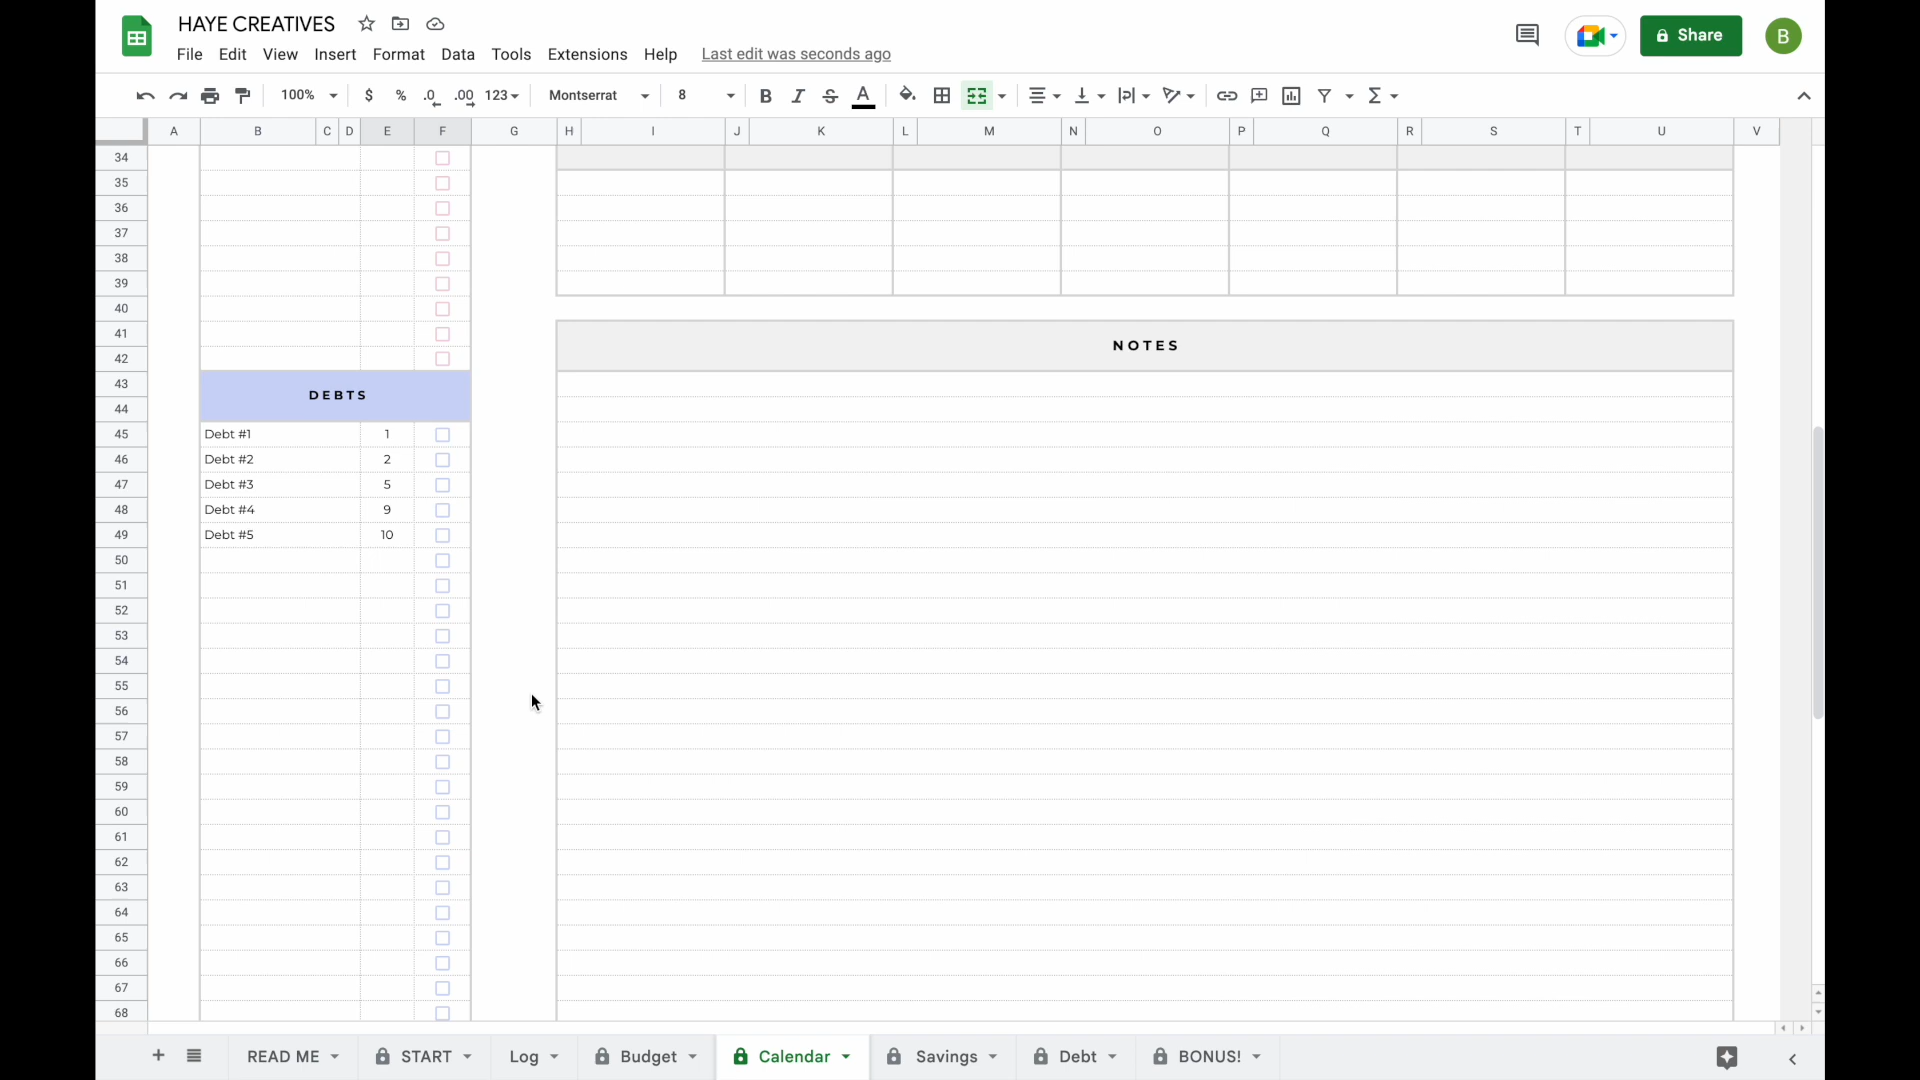 HAYE CREATIVES
File Edit View Insert Format Data Tools Extensions Help Last edit was seconds ago
Share
B
100% $ % .0 .00 123 Montserrat 8 B I S A
A B C D E F G H I J K L M N O P Q R S T U V
34
35
36
37
38
39
40
41
42
NOTES
43
44
DEBTS
45 Debt #1 1
46 Debt #2 2
47 Debt #3 5
48 Debt #4 9
49 Debt #5 10
50
51
52
53
54
55
56
57
58
59
60
61
62
63
64
65
66
67
68
READ ME START Log Budget Calendar Savings Debt BONUS!